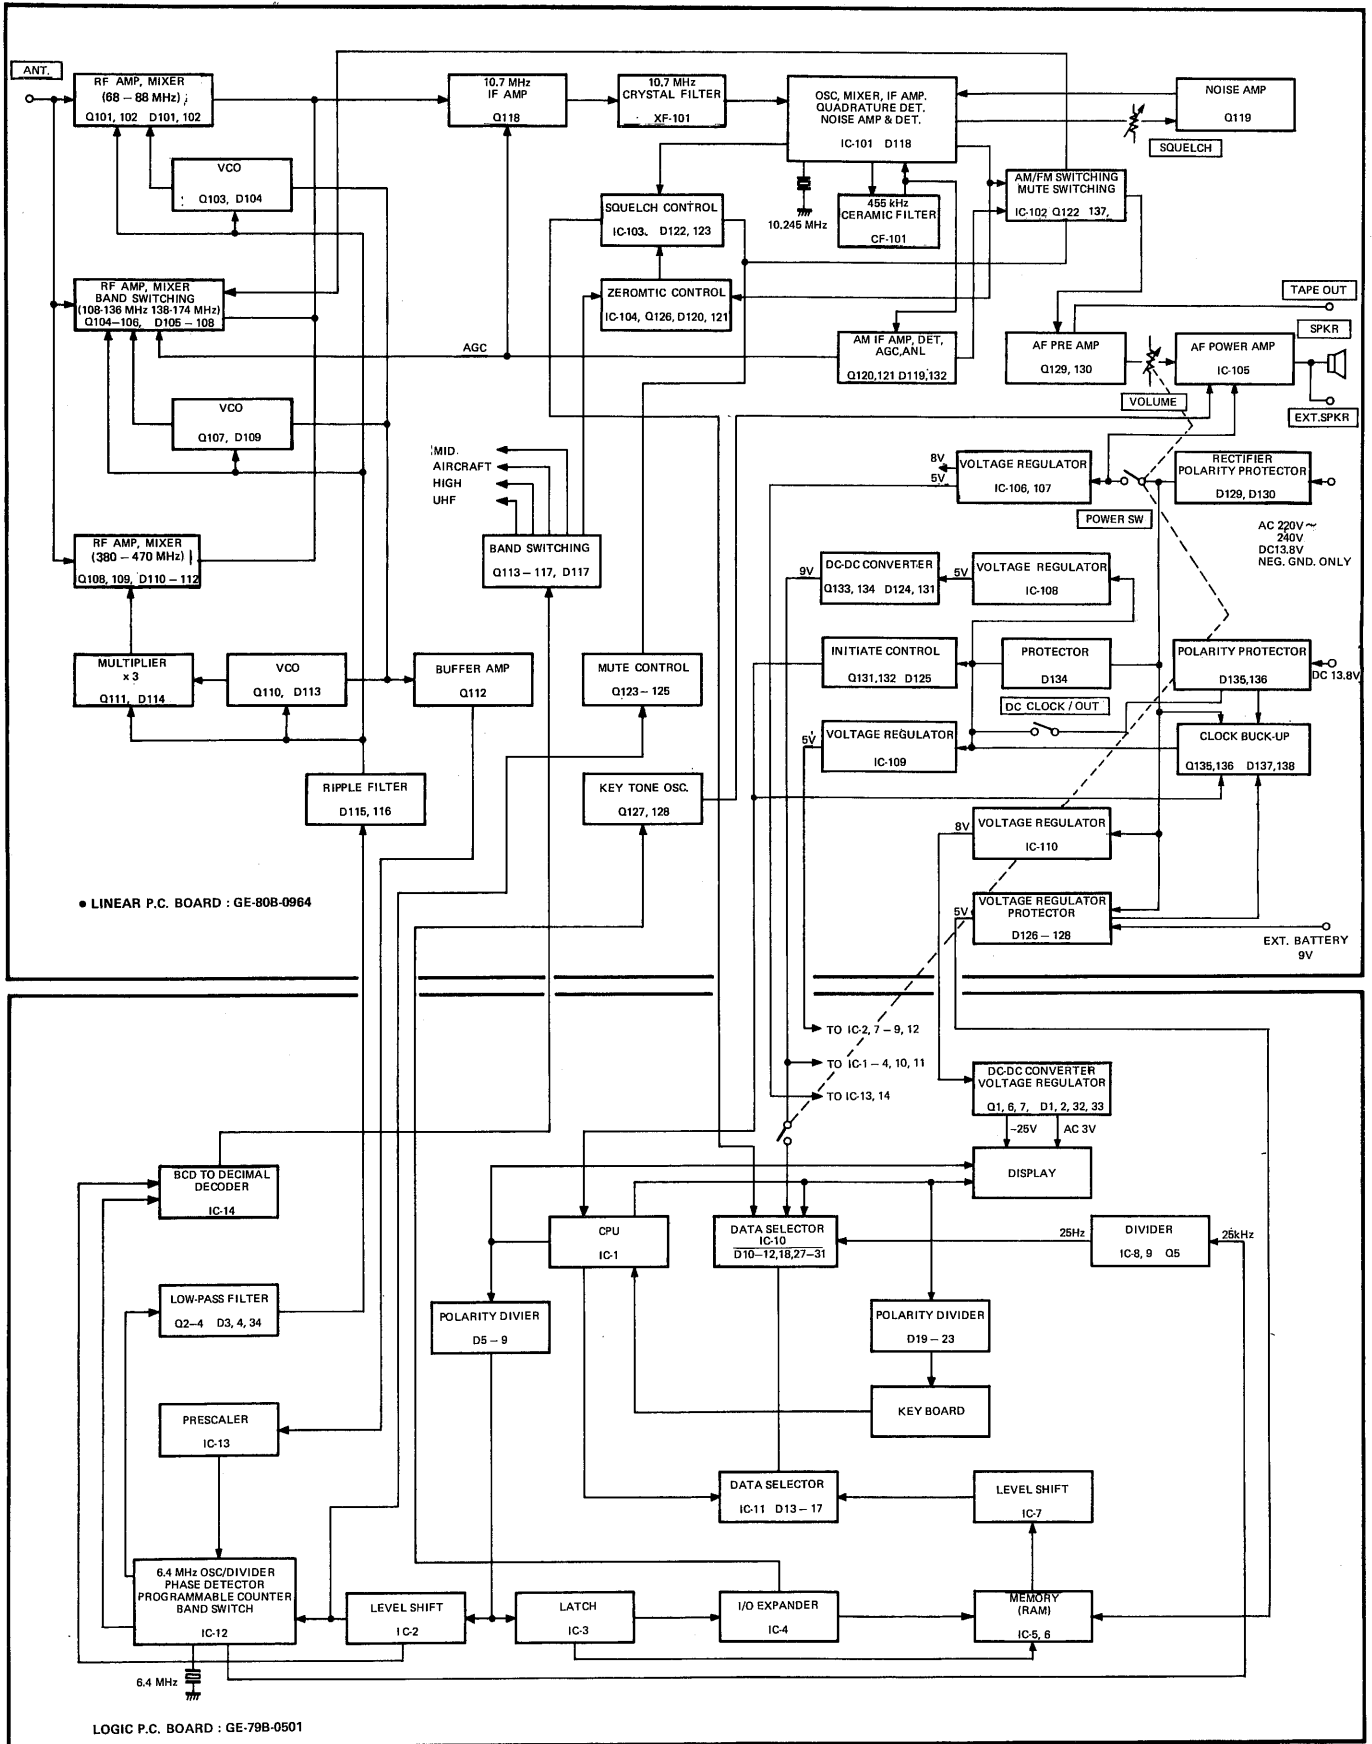 ANT.
RF AMP, MIXER
(68 – 88 MHz)
Q101, 102 D101, 102
VCO
Q103, D104
RF AMP, MIXER
BAND SWITCHING
(108-136 MHz 138-174 MHz)
Q104–106, D105 – 108
VCO
Q107, D109
RF AMP, MIXER
(380 – 470 MHz)
Q108, 109, D110 – 112
MULTIPLIER
x 3
Q111, D114
VCO
Q110, D113
BUFFER AMP
Q112
RIPPLE FILTER
D115, 116
10.7 MHz
IF AMP
Q118
10.7 MHz
CRYSTAL FILTER
XF-101
OSC, MIXER, IF AMP.
QUADRATURE DET.
NOISE AMP & DET.
IC-101 D118
NOISE AMP
Q119
SQUELCH
10.245 MHz
455 kHz
CERAMIC FILTER
CF-101
AM/FM SWITCHING
MUTE SWITCHING
IC-102 Q122 137,
SQUELCH CONTROL
IC-103, D122, 123
ZEROMTIC CONTROL
IC-104, Q126, D120, 121
AGC
AM IF AMP, DET,
AGC,ANL
Q120,121 D119,132
AF PRE AMP
Q129, 130
VOLUME
TAPE OUT
SPKR
AF POWER AMP
IC-105
EXT.SPKR
MID.
AIRCRAFT
HIGH
UHF
BAND SWITCHING
Q113–117, D117
8V
5V
VOLTAGE REGULATOR
IC-106, 107
POWER SW
RECTIFIER
POLARITY PROTECTOR
D129, D130
AC 220V~
240V
DC13.8V
NEG. GND. ONLY
9V
DC-DC CONVERTER
Q133, 134 D124, 131
5V
VOLTAGE REGULATOR
IC-108
INITIATE CONTROL
Q131,132 D125
PROTECTOR
D134
POLARITY PROTECTOR
D135,136
DC 13.8V
DC CLOCK / OUT
MUTE CONTROL
Q123–125
5V
VOLTAGE REGULATOR
IC-109
CLOCK BUCK-UP
Q135,136 D137,138
KEY TONE OSC.
Q127, 128
8V
VOLTAGE REGULATOR
IC-110
5V
VOLTAGE REGULATOR
PROTECTOR
D126 – 128
EXT. BATTERY
9V
● LINEAR P.C. BOARD : GE-80B-0964
TO IC-2, 7 – 9, 12
TO IC-1 – 4, 10, 11
TO IC-13, 14
DC-DC CONVERTER
VOLTAGE REGULATOR
Q1, 6, 7, D1, 2, 32, 33
-25V
AC 3V
DISPLAY
BCD TO DECIMAL
DECODER
IC-14
CPU
IC-1
DATA SELECTOR
IC-10
D10–12,18,27–31
25Hz
DIVIDER
IC-8, 9 Q5
25kHz
LOW-PASS FILTER
Q2–4 D3, 4, 34
POLARITY DIVIER
D5 – 9
POLARITY DIVIDER
D19 – 23
KEY BOARD
PRESCALER
IC-13
DATA SELECTOR
IC-11 D13 – 17
LEVEL SHIFT
IC-7
6.4 MHz OSC/DIVIDER
PHASE DETECTOR
PROGRAMMABLE COUNTER
BAND SWITCH
IC-12
LEVEL SHIFT
IC-2
LATCH
IC-3
I/O EXPANDER
IC-4
MEMORY
(RAM)
IC-5, 6
6.4 MHz
LOGIC P.C. BOARD : GE-79B-0501